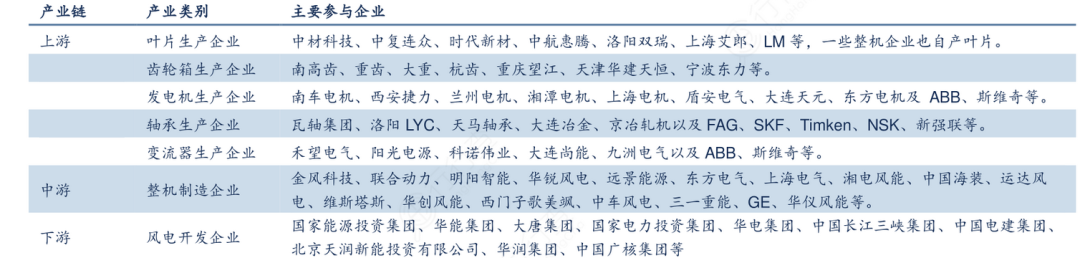 产业链 产业类别 主要参与企业
上游 叶片生产企业 中材科技、中复连众、时代新材、中航惠腾、洛阳双瑞、上海艾郎、LM 等，一些整机企业也自产叶片。
齿轮箱生产企业 南高齿、重齿、大重、杭齿、重庆望江、天津华建天恒、宁波东力等。
发电机生产企业 南车电机、西安捷力、兰州电机、湘潭电机、上海电机、盾安电气、大连天元、东方电机及 ABB、斯维奇等。
轴承生产企业 瓦轴集团、洛阳 LYC、天马轴承、大连冶金、京冶轧机以及 FAG、SKF、Timken、NSK、新强联等。
变流器生产企业 禾望电气、阳光电源、科诺伟业、大连尚能、九洲电气以及 ABB、斯维奇等。
中游 整机制造企业 金风科技、联合动力、明阳智能、华锐风电、远景能源、东方电气、上海电气、湘电风能、中国海装、运达风
电、维斯塔斯、华创风能、西门子歌美飒、中车风电、三一重能、GE、华仪风能等。
下游 风电开发企业 国家能源投资集团、华能集团、大唐集团、国家电力投资集团、华电集团、中国长江三峡集团、中国电建集团、
北京天润新能投资有限公司、华润集团、中国广核集团等